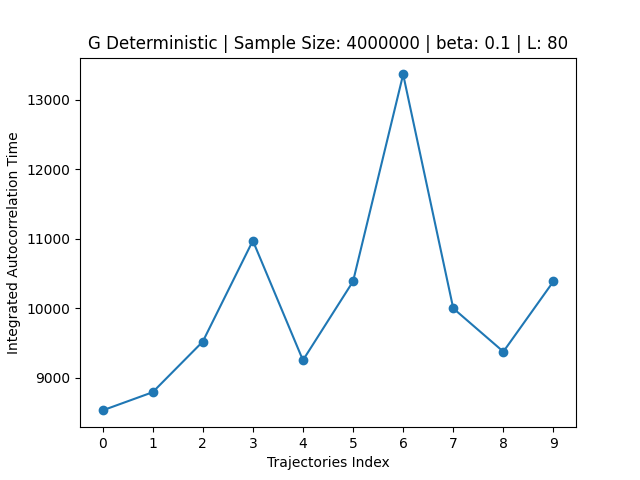 G Deterministic | Sample Size: 4000000 | beta: 0.1 | L: 80
Integrated Autocorrelation Time
13000
12000
11000
10000
9000
0 1 2 3 4 5 6 7 8 9
Trajectories Index